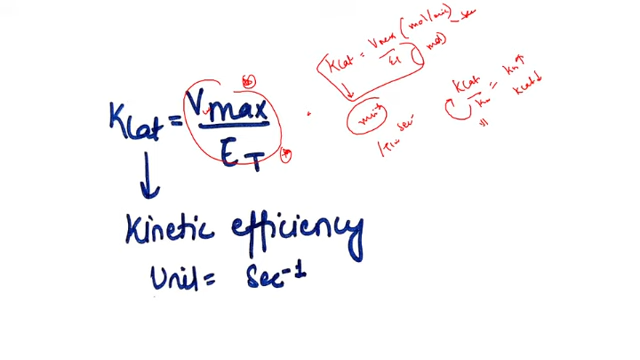 Kcat = Vmax / ET
Kinetic efficiency
Unit = Sec⁻¹
Kcat = Vmax (mol/min)
ET (mol)
min⁻¹
sec⁻
Kcat / Km = Km↑
Kcat↓